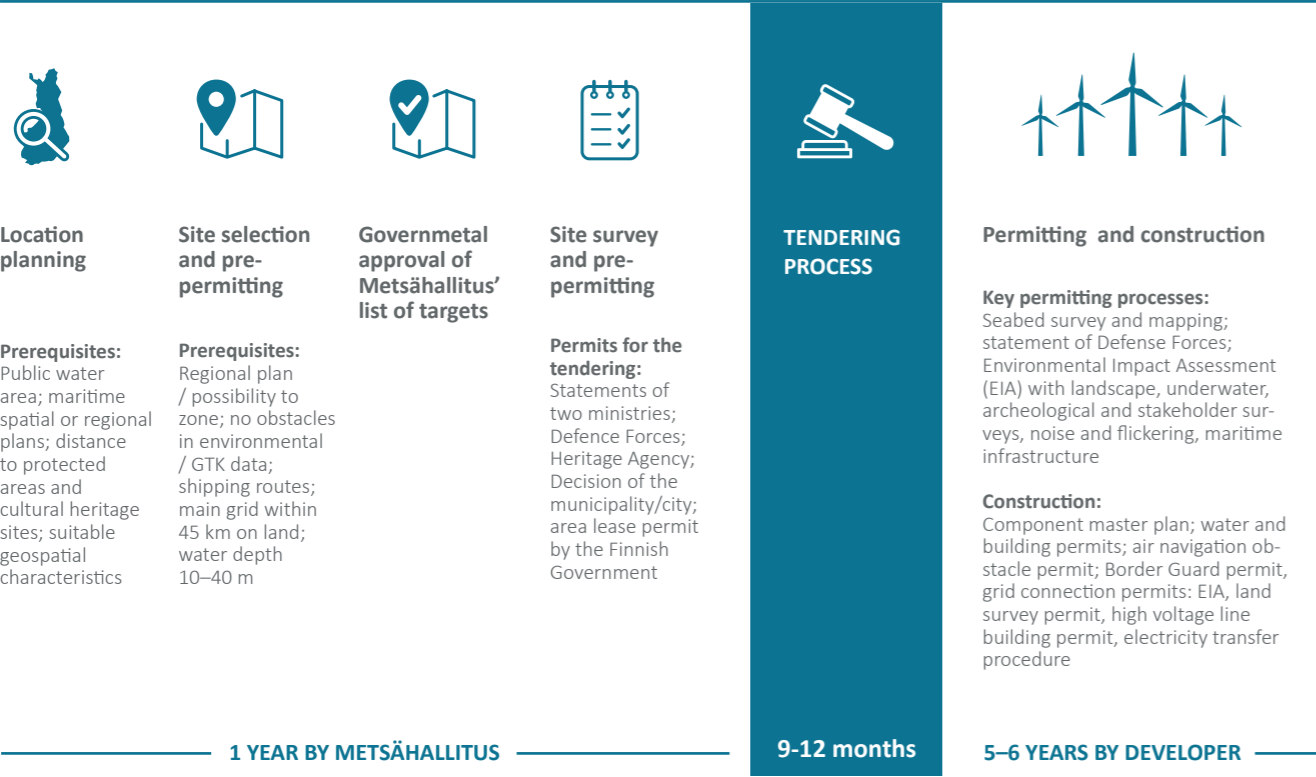 Location
planning
Prerequisites:
Public water
area; maritime
spatial or regional
plans; distance
to protected
areas and
cultural heritage
sites; suitable
geospatial
characteristics
Site selection
and pre-
permitting
Prerequisites:
Regional plan
/ possibility to
zone; no obstacles
in environmental
/ GTK data;
shipping routes;
main grid within
45 km on land;
water depth
10–40 m
Governmetal
approval of
Metsähallitus’
list of targets
Site survey
and pre-
permitting
Permits for the
tendering:
Statements of
two ministries;
Defence Forces;
Heritage Agency;
Decision of the
municipality/city;
area lease permit
by the Finnish
Government
1 YEAR BY METSÄHALLITUS
TENDERING
PROCESS
9-12 months
Permitting and construction
Key permitting processes:
Seabed survey and mapping;
statement of Defense Forces;
Environmental Impact Assessment
(EIA) with landscape, underwater,
archeological and stakeholder sur-
veys, noise and flickering, maritime
infrastructure
Construction:
Component master plan; water and
building permits; air navigation ob-
stacle permit; Border Guard permit,
grid connection permits: EIA, land
survey permit, high voltage line
building permit, electricity transfer
procedure
5–6 YEARS BY DEVELOPER